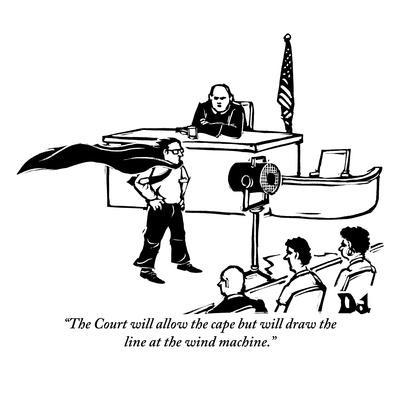 Dd
“The Court will allow the cape but will draw the
line at the wind machine.”